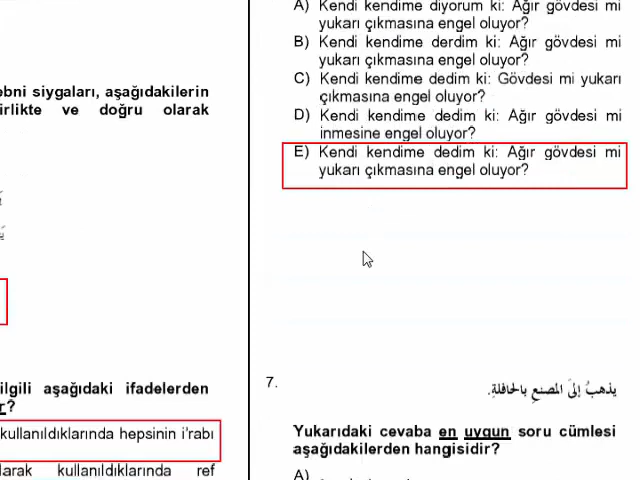 ebni siygaları, aşağıdakilerin
irlikte ve doğru olarak
ilgili aşağıdaki ifadelerden
r?
kullanıldıklarında hepsinin i'rabı
larak kullanıldıklarında ref
A) Kendi kendime diyorum ki: Ağır gövdesi mi
yukarı çıkmasına engel oluyor?
B) Kendi kendime derdim ki: Ağır gövdesi mi
yukarı çıkmasına engel oluyor?
C) Kendi kendime dedim ki: Gövdesi mi yukarı
çıkmasına engel oluyor?
D) Kendi kendime dedim ki: Ağır gövdesi mi
inmesine engel oluyor?
E) Kendi kendime dedim ki: Ağır gövdesi mi
yukarı çıkmasına engel oluyor?
7.
يذهبُ إلىَ المصنعِ بالحافلةِ.
Yukarıdaki cevaba en uygun soru cümlesi
aşağıdakilerden hangisidir?
A)